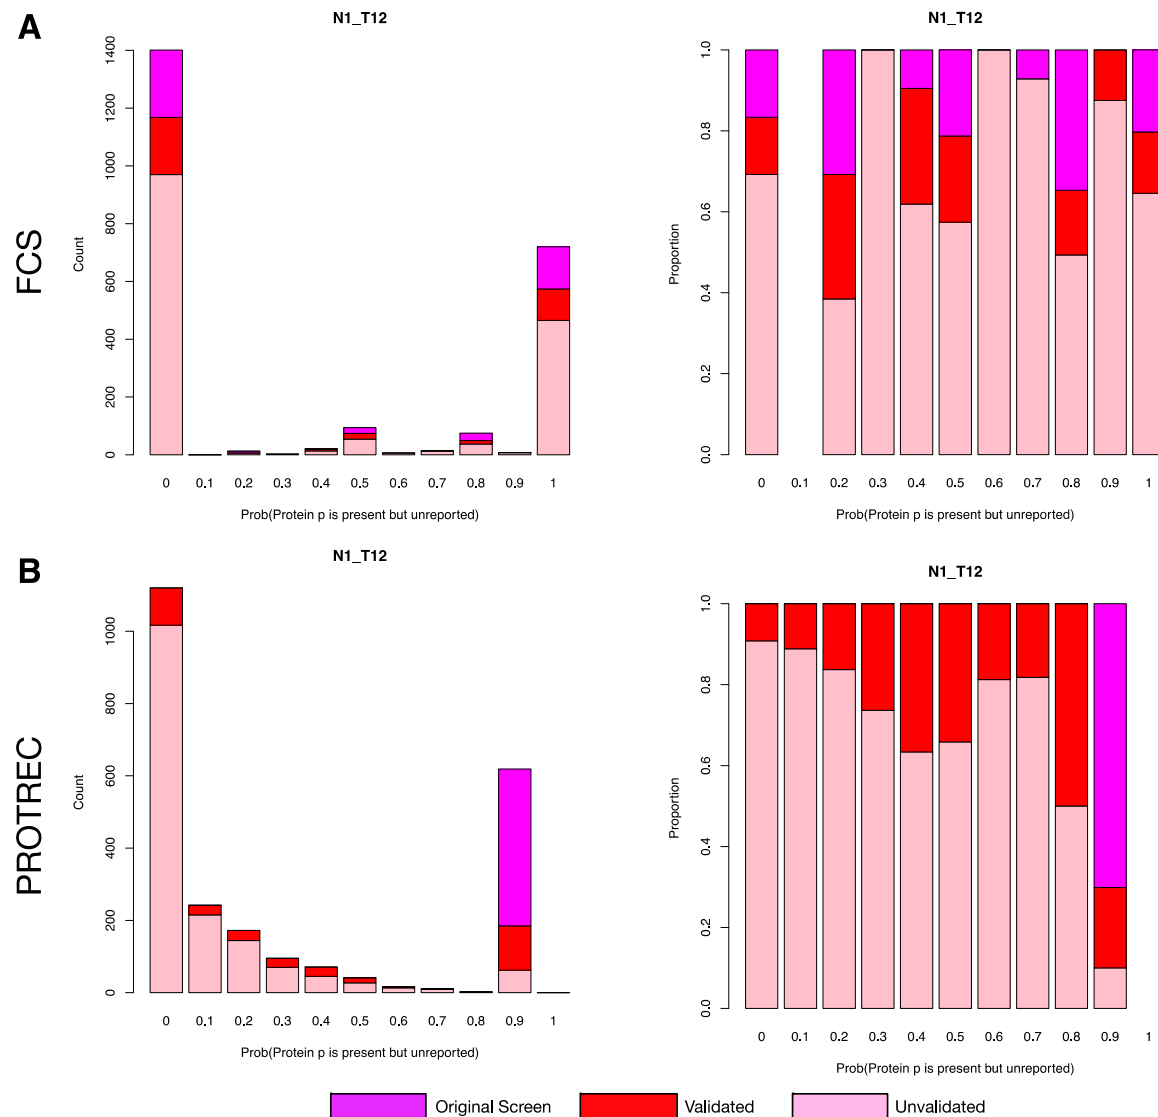 A
N1_T12
N1_T12
FCS
Count
0
200
400
600
800
1000
1200
1400
0 0.1 0.2 0.3 0.4 0.5 0.6 0.7 0.8 0.9 1
Prob(Protein p is present but unreported)
Proportion
0.0
0.2
0.4
0.6
0.8
1.0
0 0.1 0.2 0.3 0.4 0.5 0.6 0.7 0.8 0.9 1
Prob(Protein p is present but unreported)
B
N1_T12
N1_T12
PROTREC
Count
0
200
400
600
800
1000
0 0.1 0.2 0.3 0.4 0.5 0.6 0.7 0.8 0.9 1
Prob(Protein p is present but unreported)
Proportion
0.0
0.2
0.4
0.6
0.8
1.0
0 0.1 0.2 0.3 0.4 0.5 0.6 0.7 0.8 0.9 1
Prob(Protein p is present but unreported)
Original Screen Validated Unvalidated